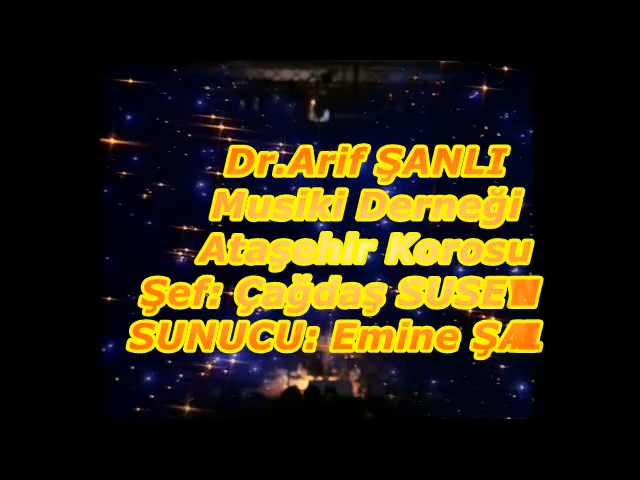 Dr.Arif ŞANLI
Musiki Derneği
Ataşehir Korosu
Şef: Çağdaş
SUNUCU: Emine